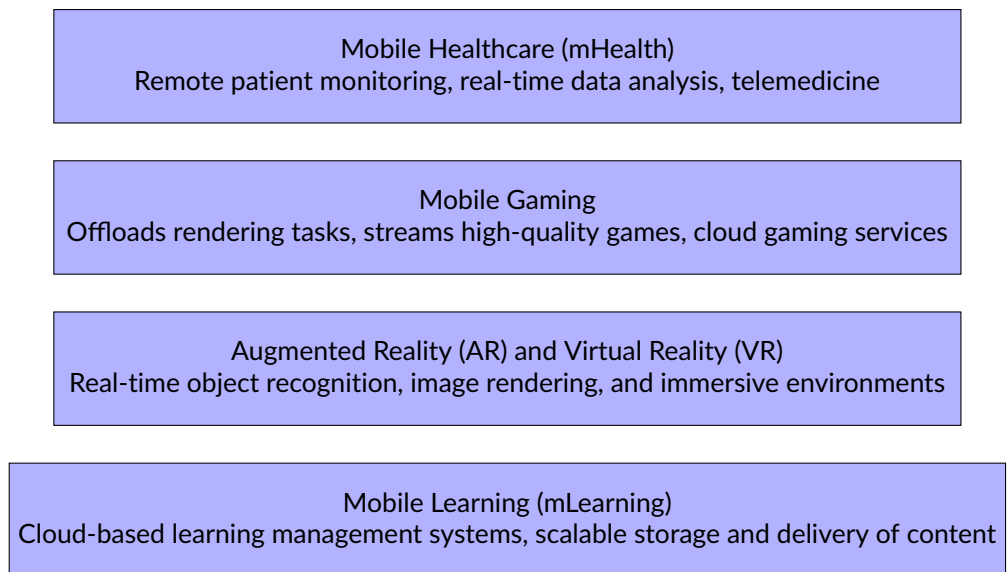 Mobile Healthcare (mHealth)
Remote patient monitoring, real-time data analysis, telemedicine
Mobile Gaming
Offloads rendering tasks, streams high-quality games, cloud gaming services
Augmented Reality (AR) and Virtual Reality (VR)
Real-time object recognition, image rendering, and immersive environments
Mobile Learning (mLearning)
Cloud-based learning management systems, scalable storage and delivery of content